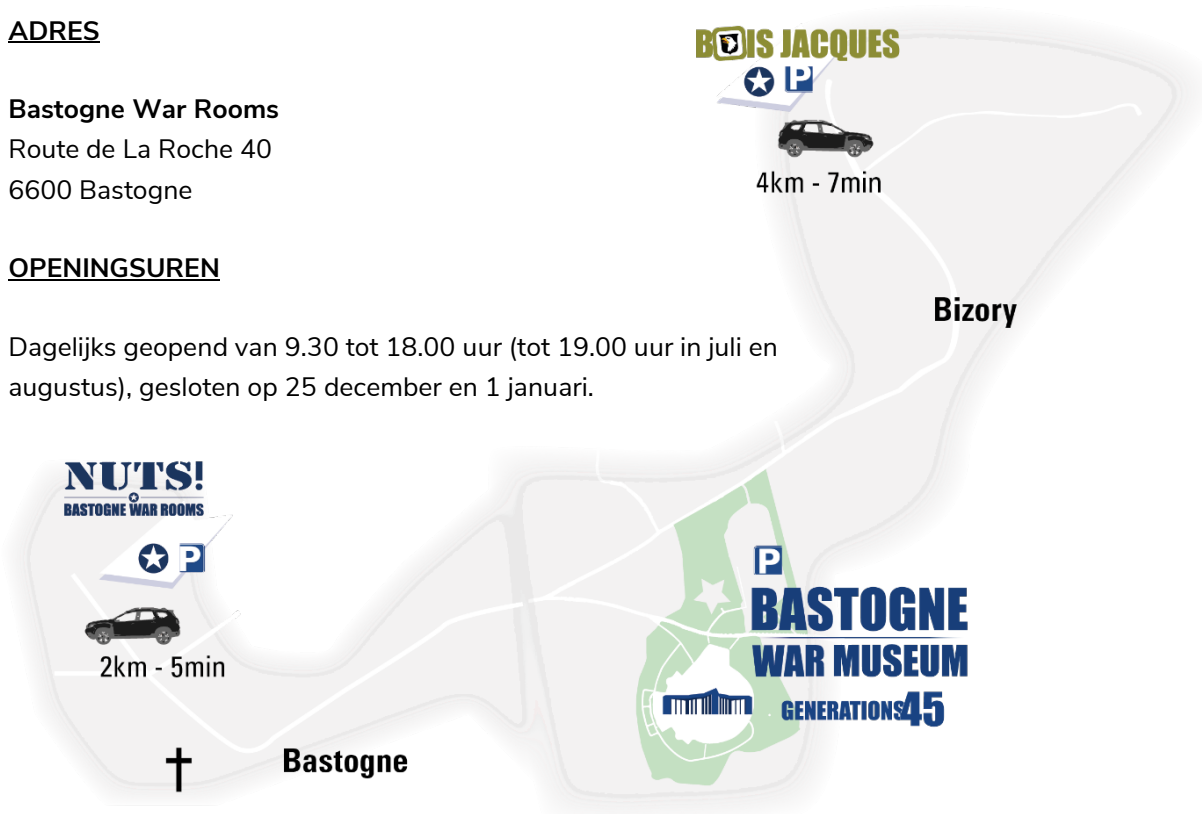 ADRES
Bastogne War Rooms
Route de La Roche 40
6600 Bastogne
OPENINGSUREN
Dagelijks geopend van 9.30 tot 18.00 uur (tot 19.00 uur in juli en
augustus), gesloten op 25 december en 1 januari.
BOIS JACQUES
P
4km - 7min
Bizory
NUTS!
BASTOGNE WAR ROOMS
P
2km - 5min
Bastogne
P
BASTOGNE
WAR MUSEUM
GENERATIONS45